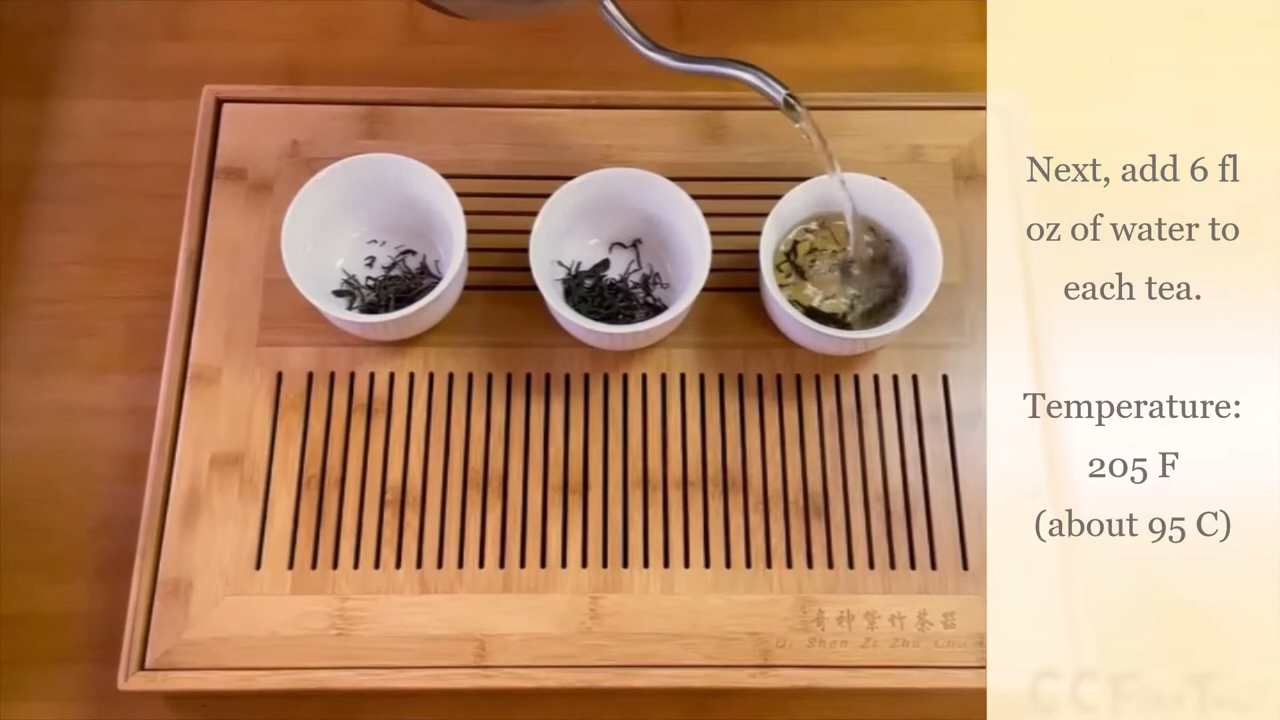 Next, add 6 fl
oz of water to
each tea.
Temperature:
205 F
(about 95 C)
奇神紫竹茶器
Qi Shen Zi Zhu Cha